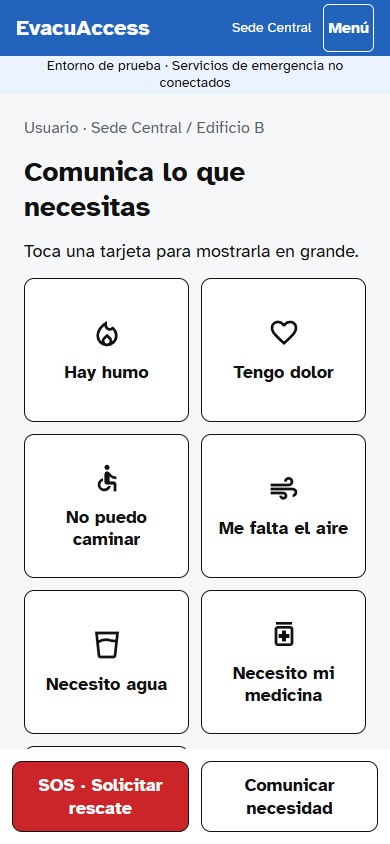 EvacuAccess
Sede Central
Menú
Entorno de prueba · Servicios de emergencia no
conectados
Usuario · Sede Central / Edificio B
Comunica lo que
necesitas
Toca una tarjeta para mostrarla en grande.
Hay humo
Tengo dolor
No puedo
caminar
Me falta el aire
Necesito agua
Necesito mi
medicina
SOS · Solicitar
rescate
Comunicar
necesidad